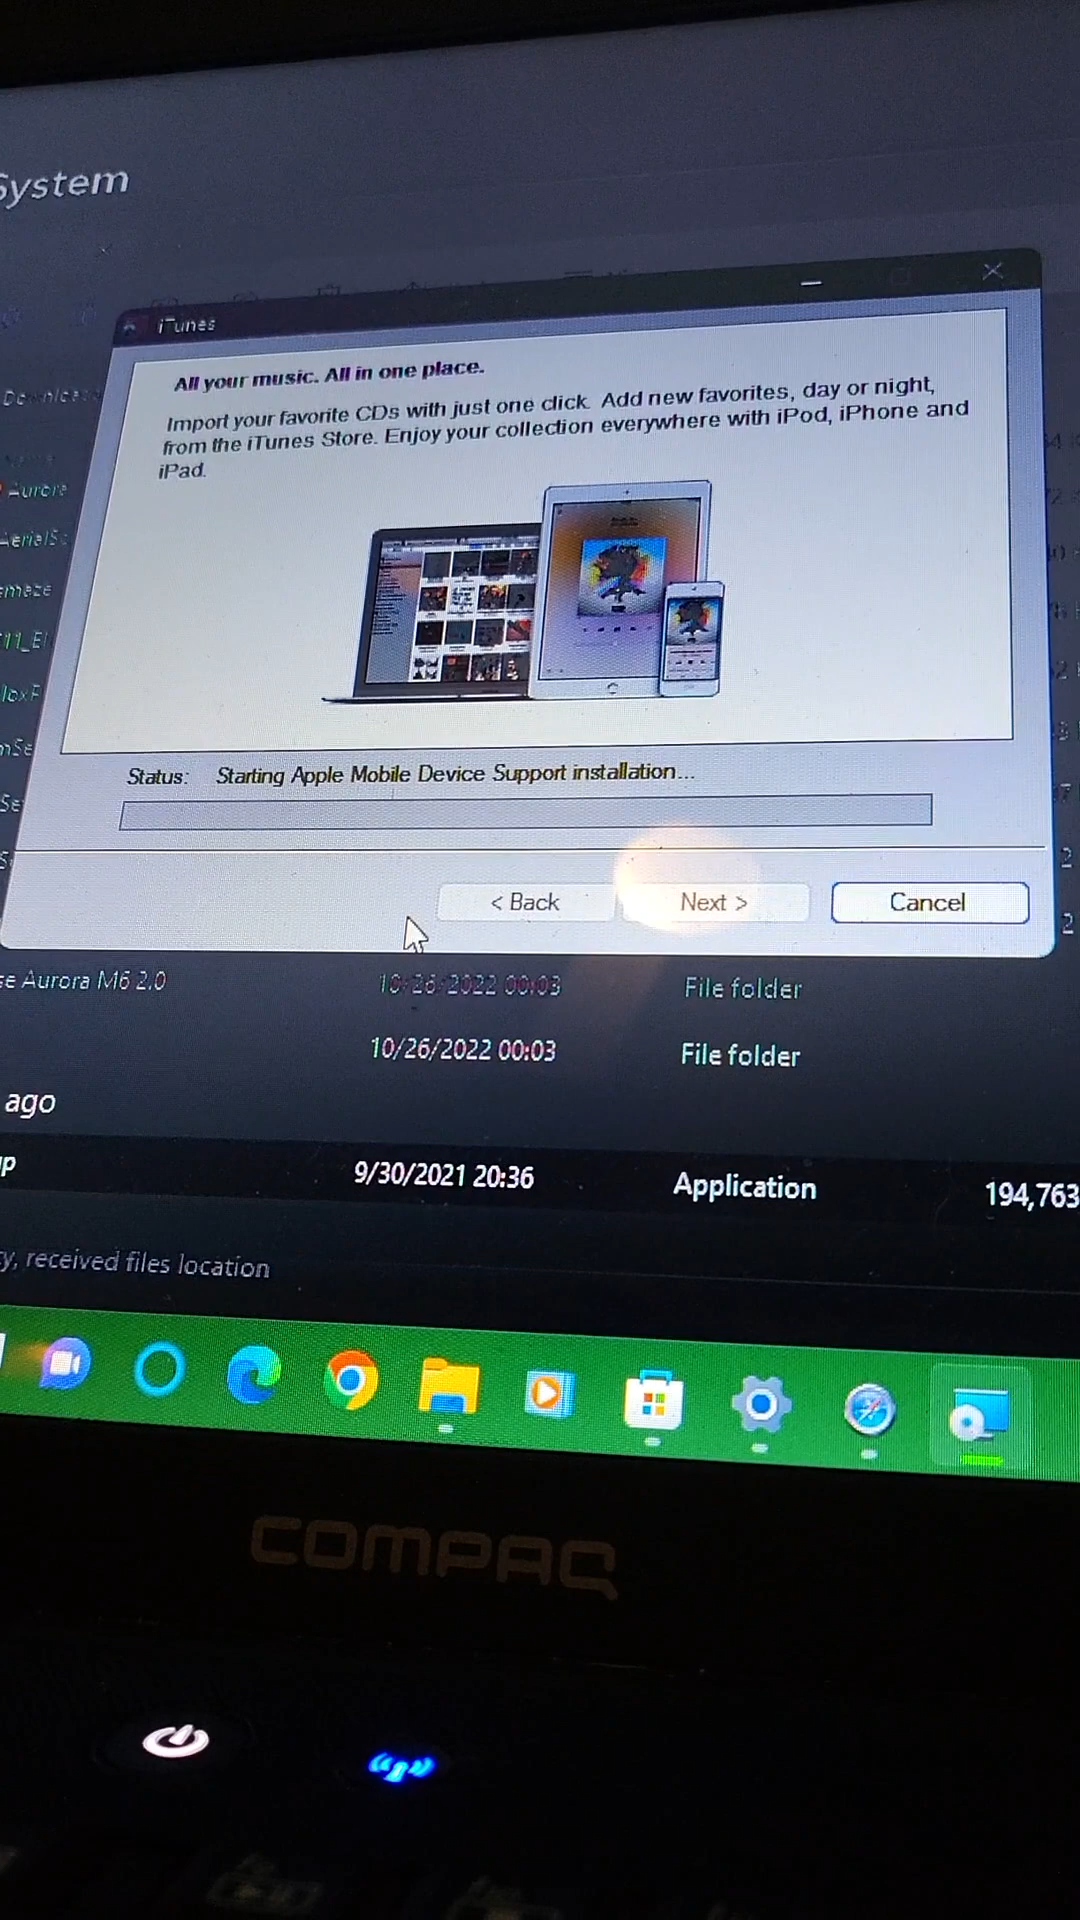 System
iTunes
All your music. All in one place.
Import your favorite CDs with just one click. Add new favorites, day or night,
from the iTunes Store. Enjoy your collection everywhere with iPod, iPhone and
iPad.
Status: Starting Apple Mobile Device Support installation...
< Back Next > Cancel
Aurora M6 2.0 10/26/2022 00:03 File folder
10/26/2022 00:03 File folder
ago
9/30/2021 20:36 Application 194,763
received files location
COMPAQ